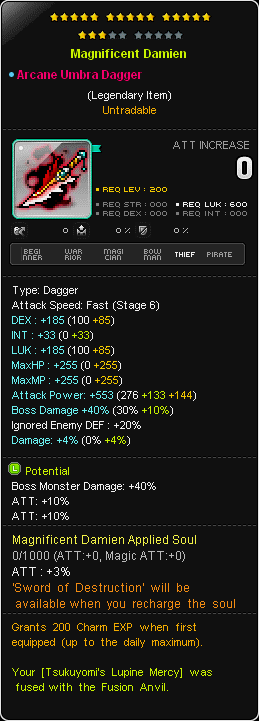 Magnificent Damien
Arcane Umbra Dagger
(Legendary Item)
Untradable
ATT INCREASE
0
REQ LEV : 200
REQ STR : 000 REQ LUK : 600
REQ DEX : 000 REQ INT : 000
0 0 % 0 %
BEGINNER WARRIOR MAGICIAN BOWMAN THIEF PIRATE
Type: Dagger
Attack Speed: Fast (Stage 6)
DEX : +185 (100 +85)
INT : +33 (0 +33)
LUK : +185 (100 +85)
MaxHP : +255 (0 +255)
MaxMP : +255 (0 +255)
Attack Power: +553 (276 +133 +144)
Boss Damage +40% (30% +10%)
Ignored Enemy DEF : +20%
Damage: +4% (0% +4%)
L Potential
Boss Monster Damage: +40%
ATT: +10%
ATT: +10%
Magnificent Damien Applied Soul
0/1000 (ATT:+0, Magic ATT:+0)
ATT : +3%
'Sword of Destruction' will be
available when you recharge the soul
Grants 200 Charm EXP when first
equipped (up to the daily maximum).
Your [Tsukuyomi's Lupine Mercy] was
fused with the Fusion Anvil.